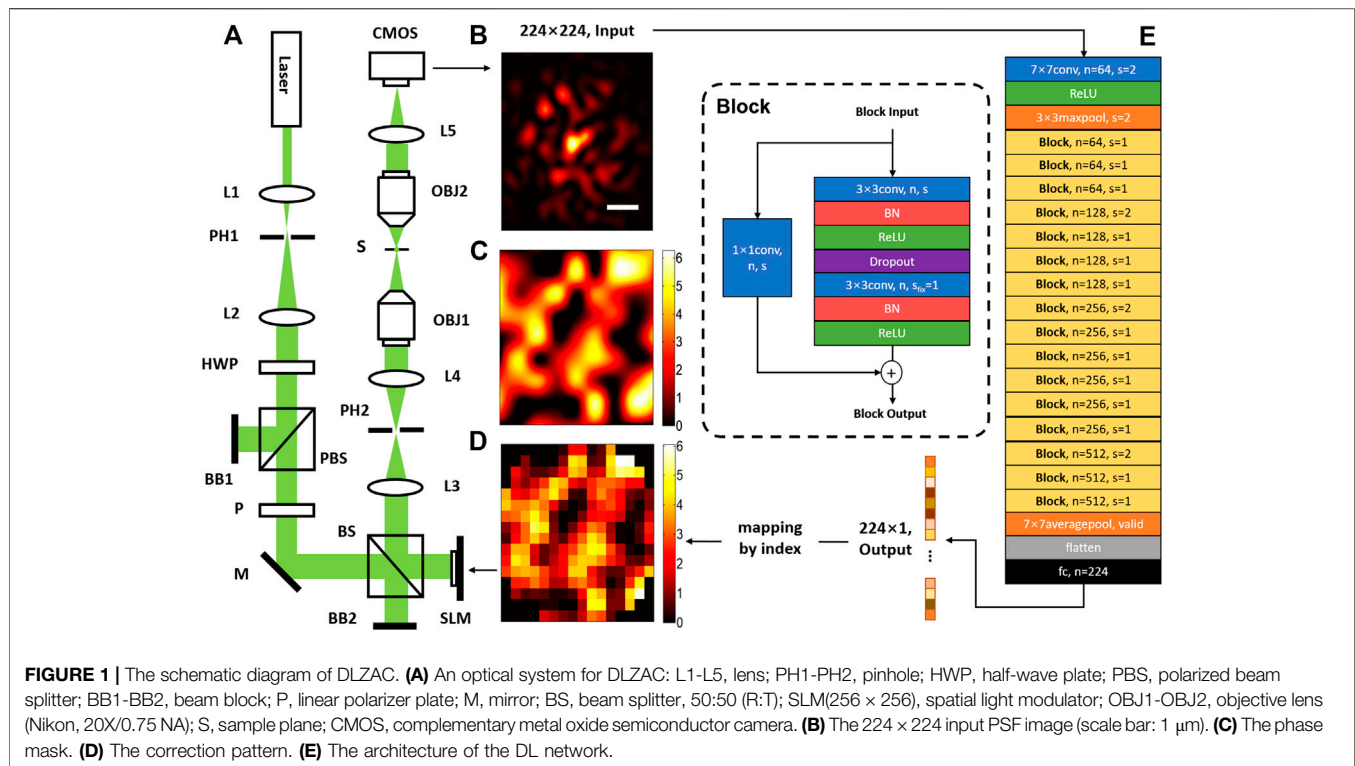 A
Laser
L1
PH1
L2
HWP
PBS
BB1
P
M
CMOS
L5
OBJ2
S
OBJ1
L4
PH2
L3
BS
BB2
SLM
B
224×224, Input
C
6
5
4
3
2
1
0
D
6
5
4
3
2
1
0
Block
Block Input
3×3conv, n, s
BN
ReLU
Dropout
3×3conv, n, sfix=1
BN
ReLU
1×1conv,
n, s
+
Block Output
mapping
by index
224×1,
Output
⋮
E
7×7conv, n=64, s=2
ReLU
3×3maxpool, s=2
Block, n=64, s=1
Block, n=64, s=1
Block, n=64, s=1
Block, n=128, s=2
Block, n=128, s=1
Block, n=128, s=1
Block, n=128, s=1
Block, n=256, s=2
Block, n=256, s=1
Block, n=256, s=1
Block, n=256, s=1
Block, n=256, s=1
Block, n=256, s=1
Block, n=512, s=2
Block, n=512, s=1
Block, n=512, s=1
7×7averagepool, valid
flatten
fc, n=224
FIGURE 1 | The schematic diagram of DLZAC. (A) An optical system for DLZAC: L1-L5, lens; PH1-PH2, pinhole; HWP, half-wave plate; PBS, polarized beam
splitter; BB1-BB2, beam block; P, linear polarizer plate; M, mirror; BS, beam splitter, 50:50 (R:T); SLM(256 × 256), spatial light modulator; OBJ1-OBJ2, objective lens
(Nikon, 20X/0.75 NA); S, sample plane; CMOS, complementary metal oxide semiconductor camera. (B) The 224 × 224 input PSF image (scale bar: 1 μm). (C) The phase
mask. (D) The correction pattern. (E) The architecture of the DL network.